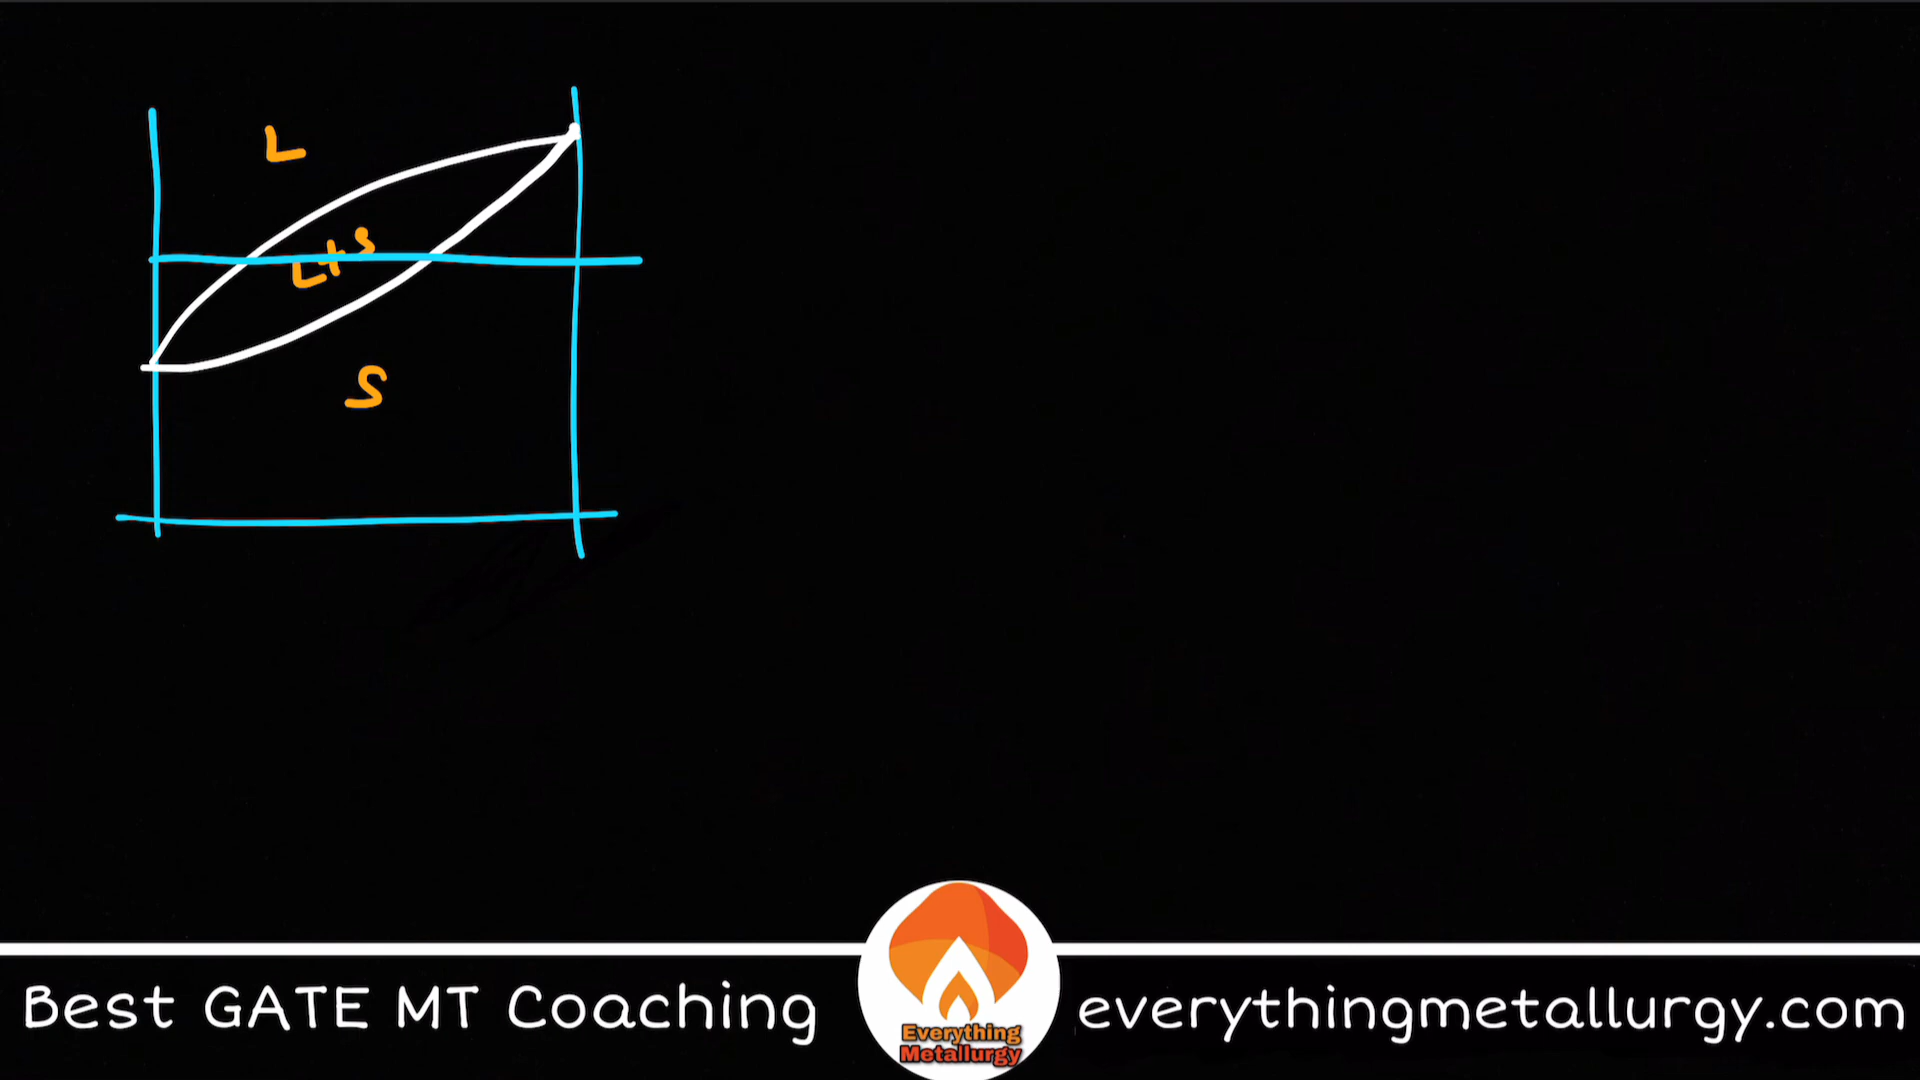 L
L+S
S
Best GATE MT Coaching
Everything
Metallurgy
everythingmetallurgy.com